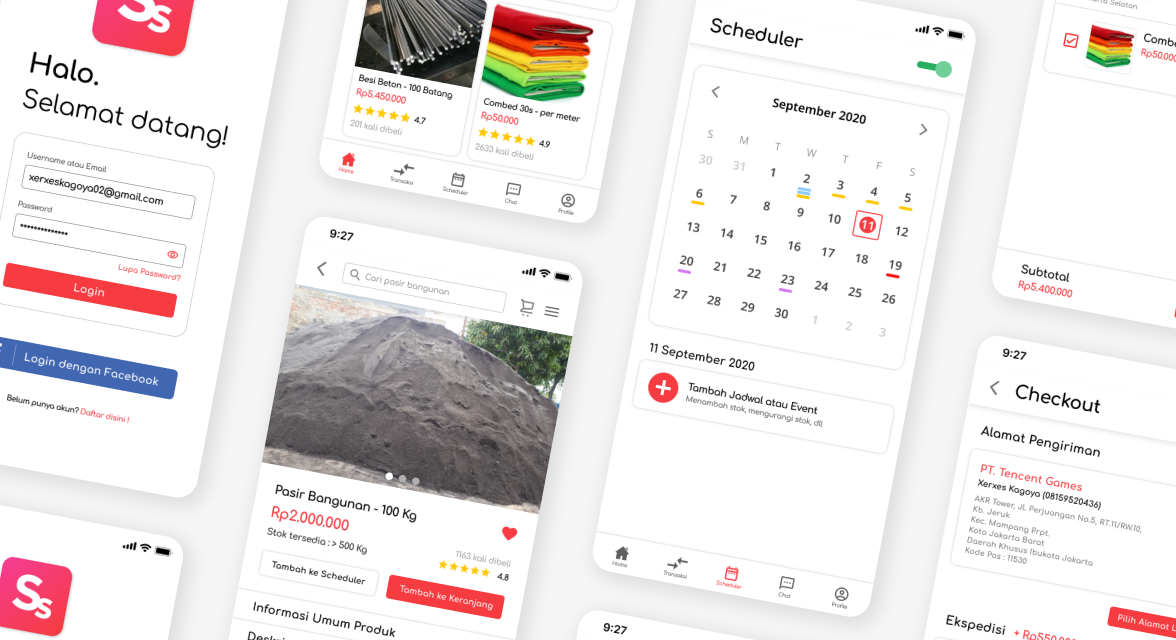 Ss
Halo.
Selamat datang!
Username atau Email
xerxeskagoya02@gmail.com
Password
Lupa Password?
Login
Login dengan Facebook
Belum punya akun? Daftar disini !
Ss
Besi Beton - 100 Batang
Rp5.450.000
4.7
201 kali dibeli
Combed 30s - per meter
Rp50.000
4.9
2633 kali dibeli
Home
Transaksi
Scheduler
Chat
Profile
9:27
Cari pasir bangunan
Pasir Bangunan - 100 Kg
Rp2.000.000
Stok tersedia : > 500 Kg
1163 kali dibeli
4.8
Tambah ke Scheduler
Tambah ke Keranjang
Informasi Umum Produk
Scheduler
September 2020
S M T W T F S
30 31 1 2 3 4 5
6 7 8 9 10 11 12
13 14 15 16 17 18 19
20 21 22 23 24 25 26
27 28 29 30 1 2 3
11 September 2020
Tambah Jadwal atau Event
Menambah stok, mengurangi stok, dll
Home
Transaksi
Scheduler
Chat
Profile
9:27
Selatan
Combe
Rp50.000
Subtotal
Rp5.400.000
9:27
Checkout
Alamat Pengiriman
PT. Tencent Games
Xerxes Kagoya (08159520436)
AKR Tower, Jl. Perjuangan No.5, RT.11/RW.10,
Kb. Jeruk
Kec. Mampang Prpt.
Kota Jakarta Barat
Daerah Khusus Ibukota Jakarta
Kode Pos : 11530
Pilih Alamat L
Ekspedisi + Rp550.000